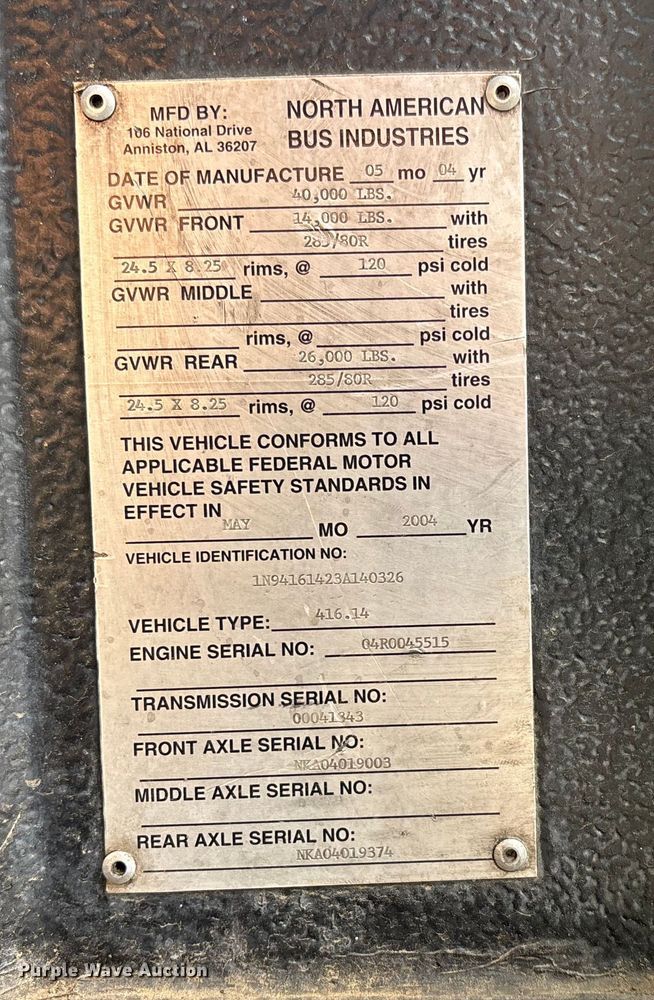 MFD BY:
106 National Drive
Anniston, AL 36207
NORTH AMERICAN
BUS INDUSTRIES
DATE OF MANUFACTURE 05 mo 04 yr
GVWR 40,000 LBS.
GVWR FRONT 14,000 LBS. with
285/80R tires
24.5 X 8.25 rims, @ 120 psi cold
GVWR MIDDLE with
tires
rims, @ psi cold
GVWR REAR 26,000 LBS. with
285/80R tires
24.5 X 8.25 rims, @ 120 psi cold
THIS VEHICLE CONFORMS TO ALL
APPLICABLE FEDERAL MOTOR
VEHICLE SAFETY STANDARDS IN
EFFECT IN
MAY MO 2004 YR
VEHICLE IDENTIFICATION NO:
1N94161423A140326
VEHICLE TYPE: 416.14
ENGINE SERIAL NO: 04R0045515
TRANSMISSION SERIAL NO:
00041343
FRONT AXLE SERIAL NO:
NKA04019003
MIDDLE AXLE SERIAL NO:
REAR AXLE SERIAL NO:
NKA04019374
Purple Wave Auction